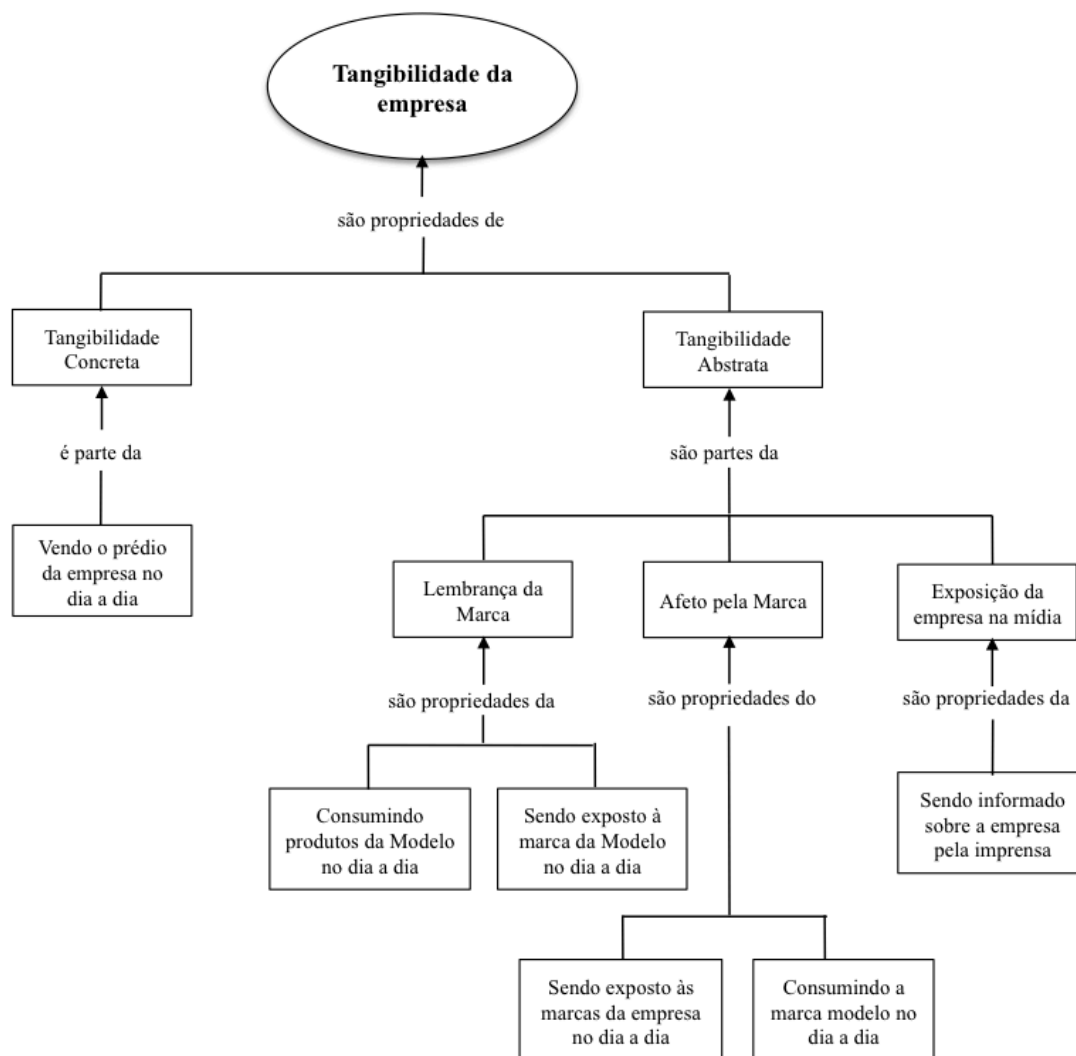 Tangibilidade da
empresa
são propriedades de
Tangibilidade
Concreta
Tangibilidade
Abstrata
é parte da
são partes da
Vendo o prédio
da empresa no
dia a dia
Lembrança da
Marca
Afeto pela Marca
Exposição da
empresa na mídia
são propriedades da
são propriedades do
são propriedades da
Consumindo
produtos da Modelo
no dia a dia
Sendo exposto à
marca da Modelo
no dia a dia
Sendo informado
sobre a empresa
pela imprensa
Sendo exposto às
marcas da empresa
no dia a dia
Consumindo a
marca modelo no
dia a dia